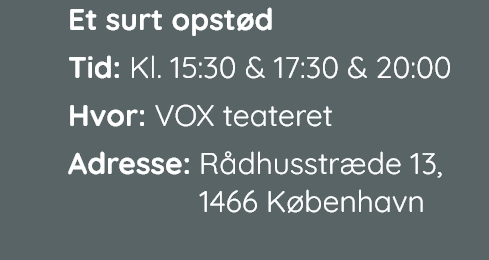 Et surt opstød
Tid: Kl. 15:30 & 17:30 & 20:00
Hvor: VOX teateret
Adresse: Rådhusstræde 13,
1466 København